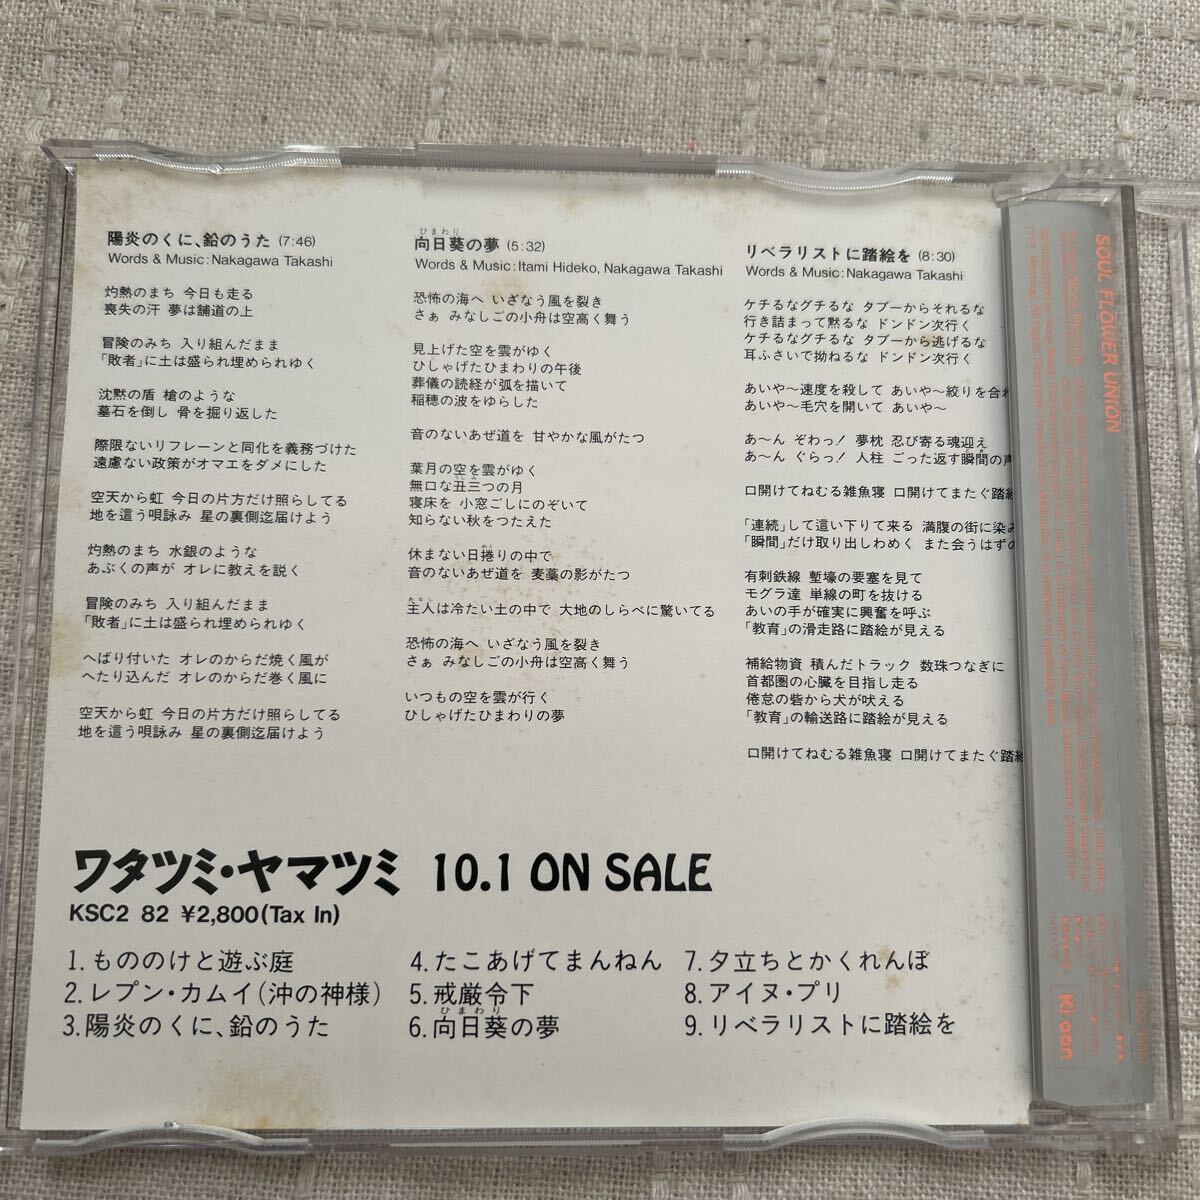 陽炎のくに、鉛のうた (7:46)
Words & Music: Nakagawa Takashi
灼熱のまち 今日も走る
喪失の汗 夢は舗道の上
冒険のみち 入り組んだまま
「敗者」に土は盛られ埋められゆく
沈黙の盾 槍のような
墓石を倒し 骨を掘り返した
際限ないリフレーンと同化を義務づけた
遠慮ない政策がオマエをダメにした
空天から虹 今日の片方だけ照らしてる
地を這う唄詠み 星の裏側迄届けよう
灼熱のまち 水銀のような
あぶくの声が オレに教えを説く
冒険のみち 入り組んだまま
「敗者」に土は盛られ埋められゆく
へばり付いた オレのからだ焼く風が
へたり込んだ オレのからだ巻く風に
空天から虹 今日の片方だけ照らしてる
地を這う唄詠み 星の裏側迄届けよう
ひまわり
向日葵の夢 (5:32)
Words & Music: Itami Hideko, Nakagawa Takashi
恐怖の海へ いざなう風を裂き
さぁ みなしごの小舟は空高く舞う
見上げた空を雲がゆく
ひしゃげたひまわりの午後
葬儀の読経が弧を描いて
稲穂の波をゆらした
音のないあぜ道を 甘やかな風がたつ
葉月の空を雲がゆく
無口な丑三つの月
寝床を 小窓ごしにのぞいて
知らない秋をつたえた
休まない日捲りの中で
音のないあぜ道を 麦藁の影がたつ
あるじ
主人は冷たい土の中で 大地のしらべに驚いてる
恐怖の海へ いざなう風を裂き
さぁ みなしごの小舟は空高く舞う
いつもの空を雲が行く
ひしゃげたひまわりの夢
リベラリストに踏絵を (8:30)
Words & Music: Nakagawa Takashi
ケチるなグチるな タブーからそれるな
行き詰まって黙るな ドンドン次行く
ケチるなグチるな タブーから逃げるな
耳ふさいで拗ねるな ドンドン次行く
あいや〜速度を殺して あいや〜絞りを合わ
あいや〜毛穴を開いて あいや〜
あ〜ん ぞわっ! 夢枕 忍び寄る魂迎え
あ〜ん ぐらっ! 人柱 ごった返す瞬間の声
口開けてねむる雑魚寝 口開けてまたぐ踏絵
「連続」して這い下りて来る 満腹の街に染み
「瞬間」だけ取り出しわめく また会うはずの
有刺鉄線 塹壕の要塞を見て
モグラ達 単線の町を抜ける
あいの手が確実に興奮を呼ぶ
「教育」の滑走路に踏絵が見える
補給物資 積んだトラック 数珠つなぎに
首都圏の心臓を目指し走る
倦怠の砦から犬が吠える
「教育」の輸送路に踏絵が見える
口開けてねむる雑魚寝 口開けてまたぐ踏絵
ワタツミ・ヤマツミ 10.1 ON SALE
KSC2 82 ¥2,800(Tax In)
1.もののけと遊ぶ庭
2.レプン・カムイ(沖の神様)
3.陽炎のくに、鉛のうた
4.たこあげてまんねん
5.戒厳令下
ひまわり
6.向日葵の夢
7.夕立ちとかくれんぼ
8.アイヌ・プリ
9.リベラリストに踏絵を
SOUL FLOWER UNION
Ki/oon